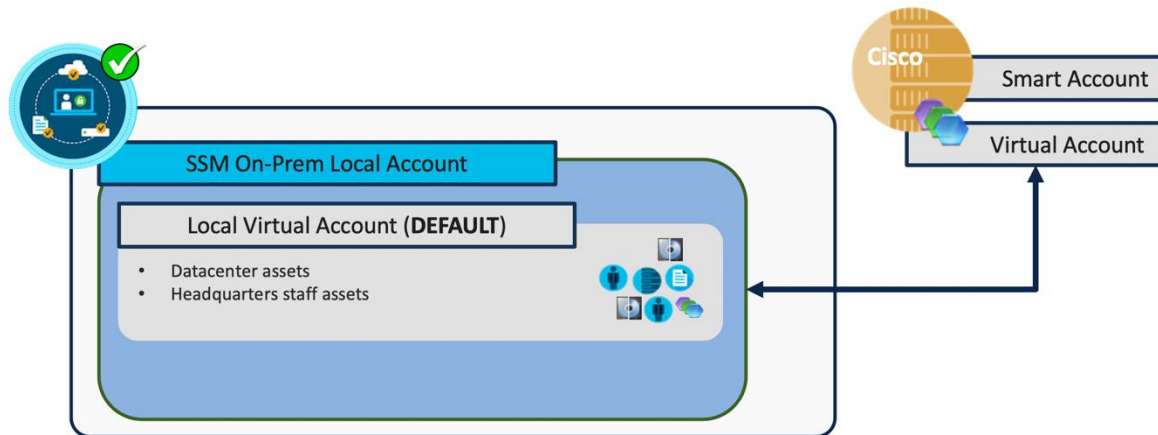 Cisco
Smart Account
Virtual Account
SSM On-Prem Local Account
Local Virtual Account (DEFAULT)
• Datacenter assets
• Headquarters staff assets